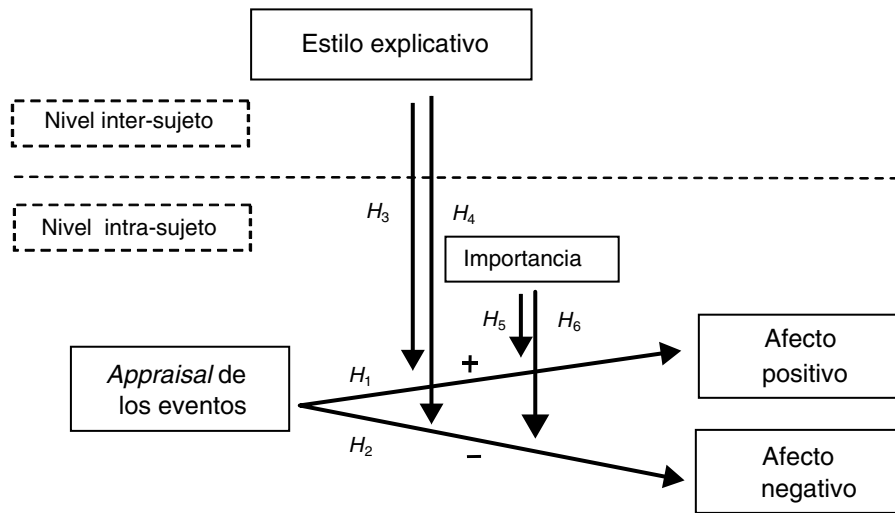 Estilo explicativo
Nivel inter-sujeto
Nivel intra-sujeto
H3
H4
Importancia
H5
H6
Appraisal de
los eventos
H1
+
H2
–
Afecto
positivo
Afecto
negativo